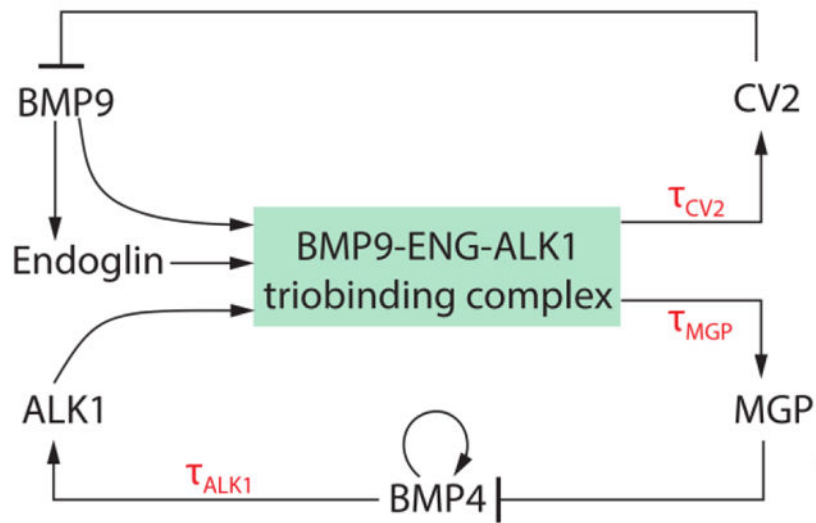 BMP9
CV2
τCV2
Endoglin
BMP9-ENG-ALK1
triobinding complex
τMGP
ALK1
MGP
τALK1
BMP4